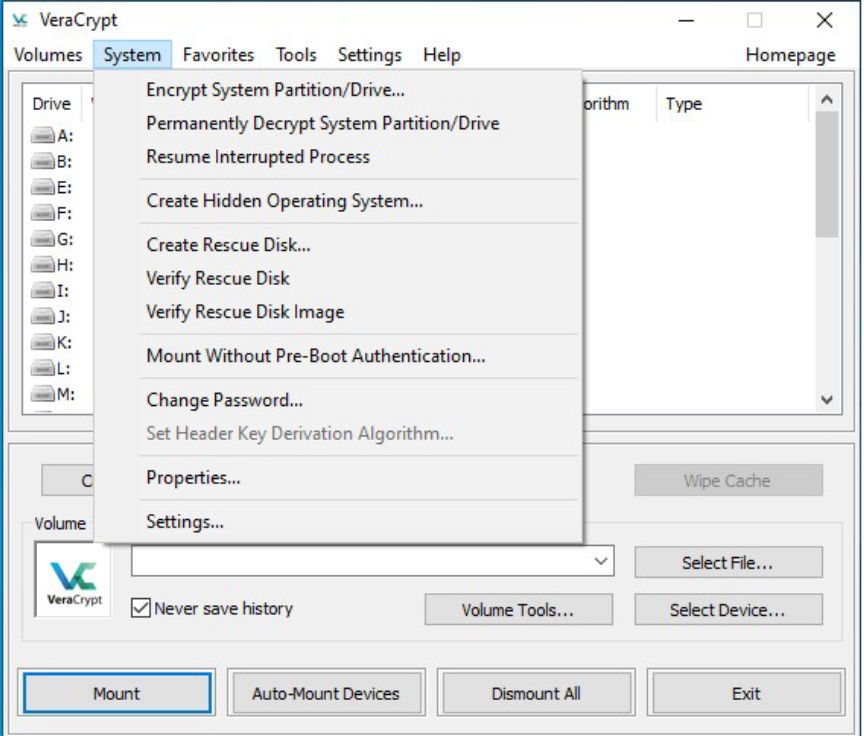 VeraCrypt
Volumes System Favorites Tools Settings Help Homepage
Drive Type
A:
B:
E:
F:
G:
H:
I:
J:
K:
L:
M:
Encrypt System Partition/Drive...
Permanently Decrypt System Partition/Drive
Resume Interrupted Process
Create Hidden Operating System...
Create Rescue Disk...
Verify Rescue Disk
Verify Rescue Disk Image
Mount Without Pre-Boot Authentication...
Change Password...
Set Header Key Derivation Algorithm...
Properties...
Settings...
Wipe Cache
Volume
VeraCrypt
Select File...
Never save history
Volume Tools...
Select Device...
Mount
Auto-Mount Devices
Dismount All
Exit